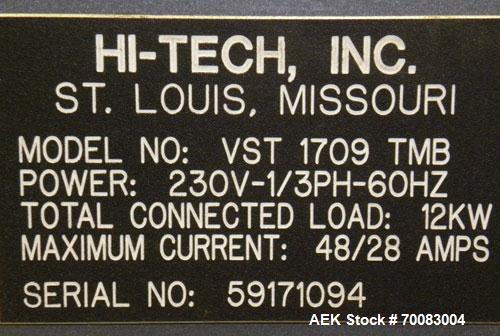 HI-TECH, INC.
ST. LOUIS, MISSOURI
MODEL NO: VST 1709 TMB
POWER: 230V-1/3PH-60HZ
TOTAL CONNECTED LOAD: 12KW
MAXIMUM CURRENT: 48/28 AMPS
SERIAL NO: 59171094
AEK Stock # 70083004